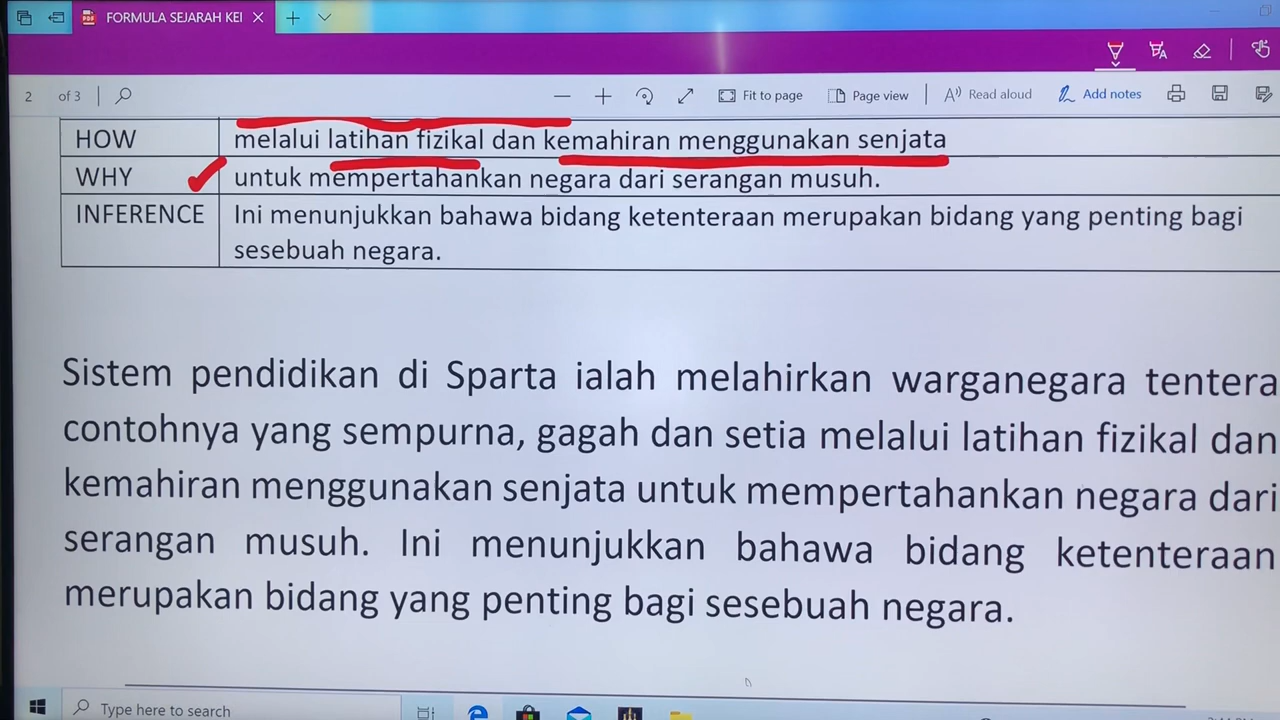 FORMULA SEJARAH KEI
2 of 3 Fit to page Page view Read aloud Add notes
HOW melalui latihan fizikal dan kemahiran menggunakan senjata
WHY untuk mempertahankan negara dari serangan musuh.
INFERENCE Ini menunjukkan bahawa bidang ketenteraan merupakan bidang yang penting bagi
sesebuah negara.
Sistem pendidikan di Sparta ialah melahirkan warganegara tentera
contohnya yang sempurna, gagah dan setia melalui latihan fizikal dan
kemahiran menggunakan senjata untuk mempertahankan negara dari
serangan musuh. Ini menunjukkan bahawa bidang ketenteraan
merupakan bidang yang penting bagi sesebuah negara.
Type here to search